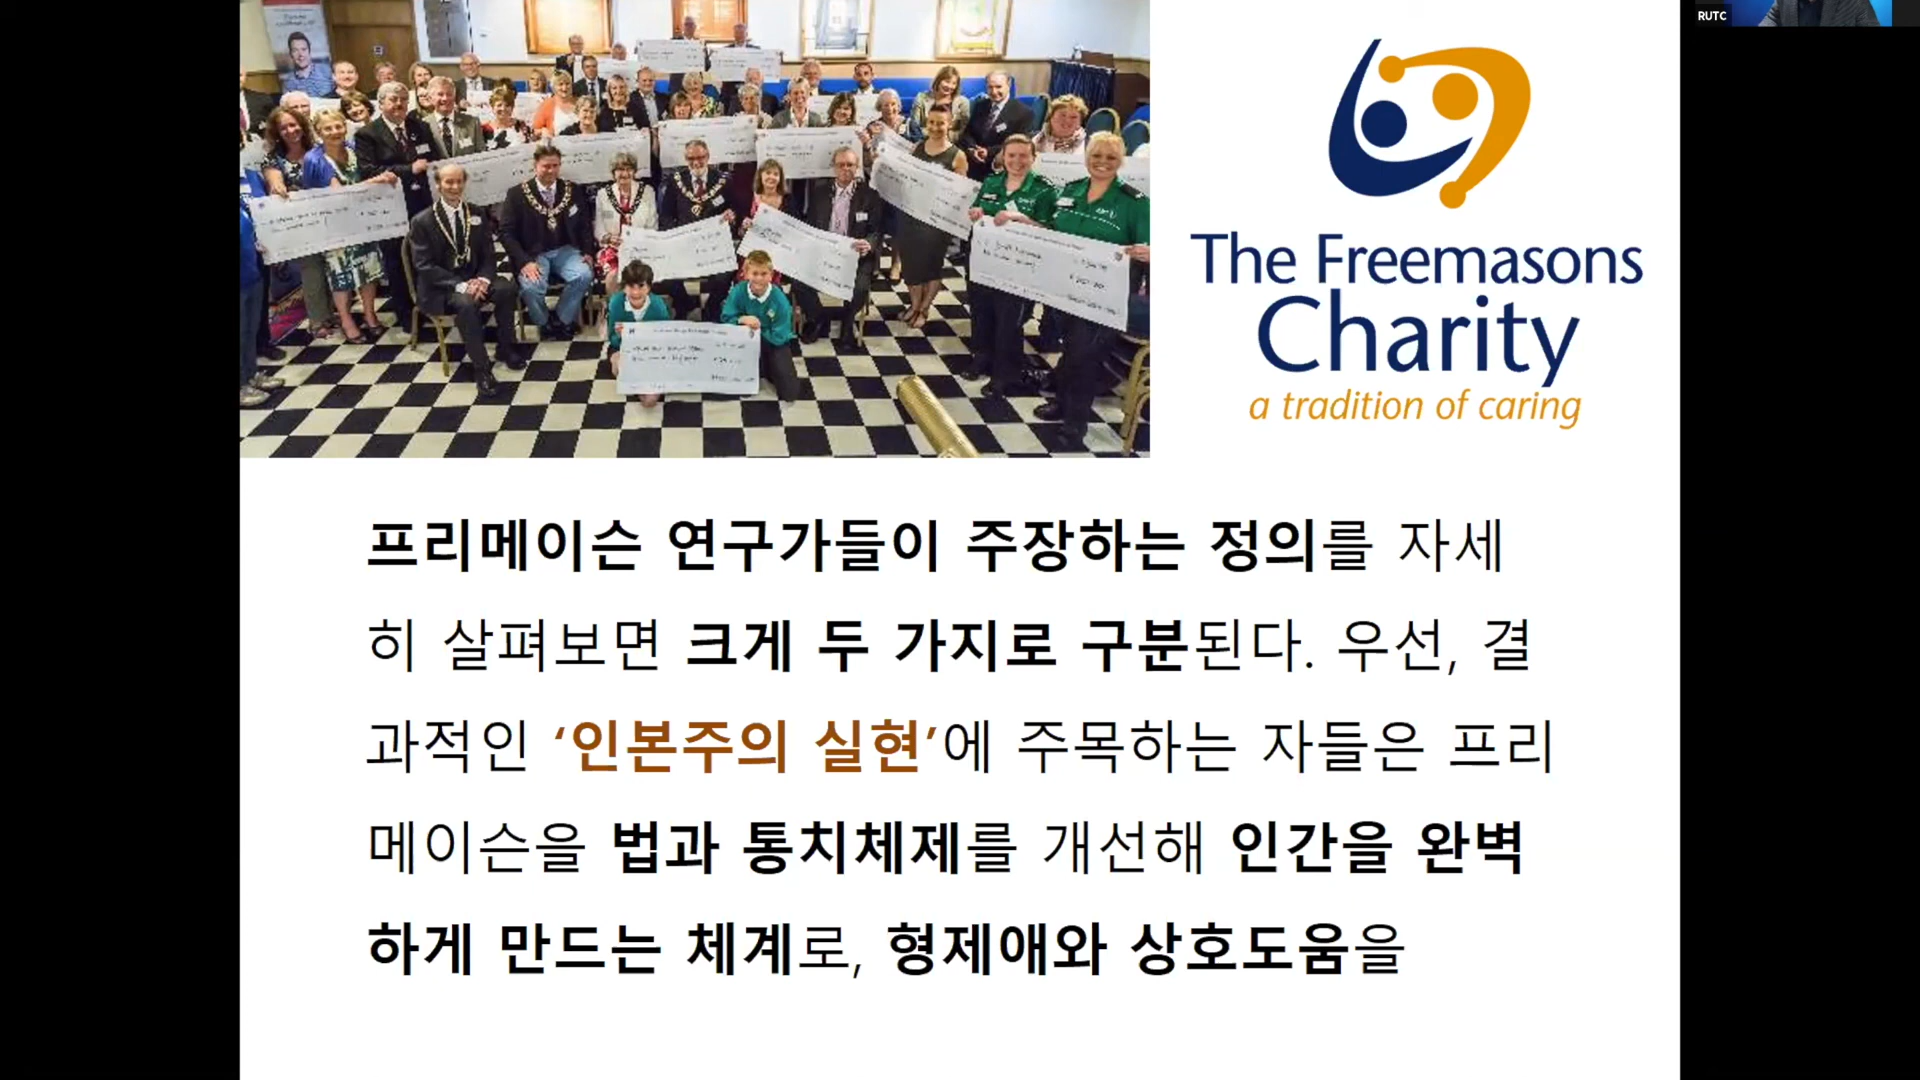 RUTC
The Freemasons
Charity
a tradition of caring
프리메이슨 연구가들이 주장하는 정의를 자세
히 살펴보면 크게 두 가지로 구분된다. 우선, 결
과적인 ‘인본주의 실현’에 주목하는 자들은 프리
메이슨을 법과 통치체제를 개선해 인간을 완벽
하게 만드는 체계로, 형제애와 상호도움을